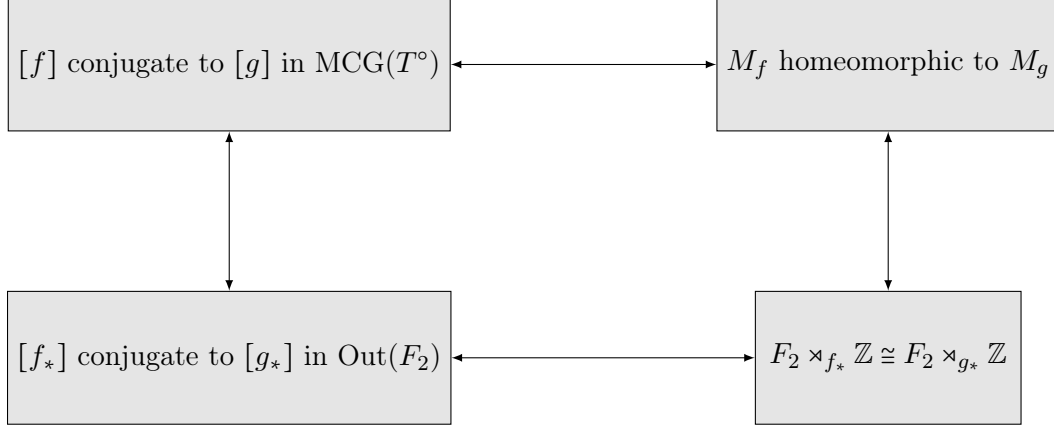 [f] conjugate to [g] in MCG(T°)
M_f homeomorphic to M_g
[f_*] conjugate to [g_*] in Out(F_2)
F_2 ⋊_{f_*} ℤ ≅ F_2 ⋊_{g_*} ℤ